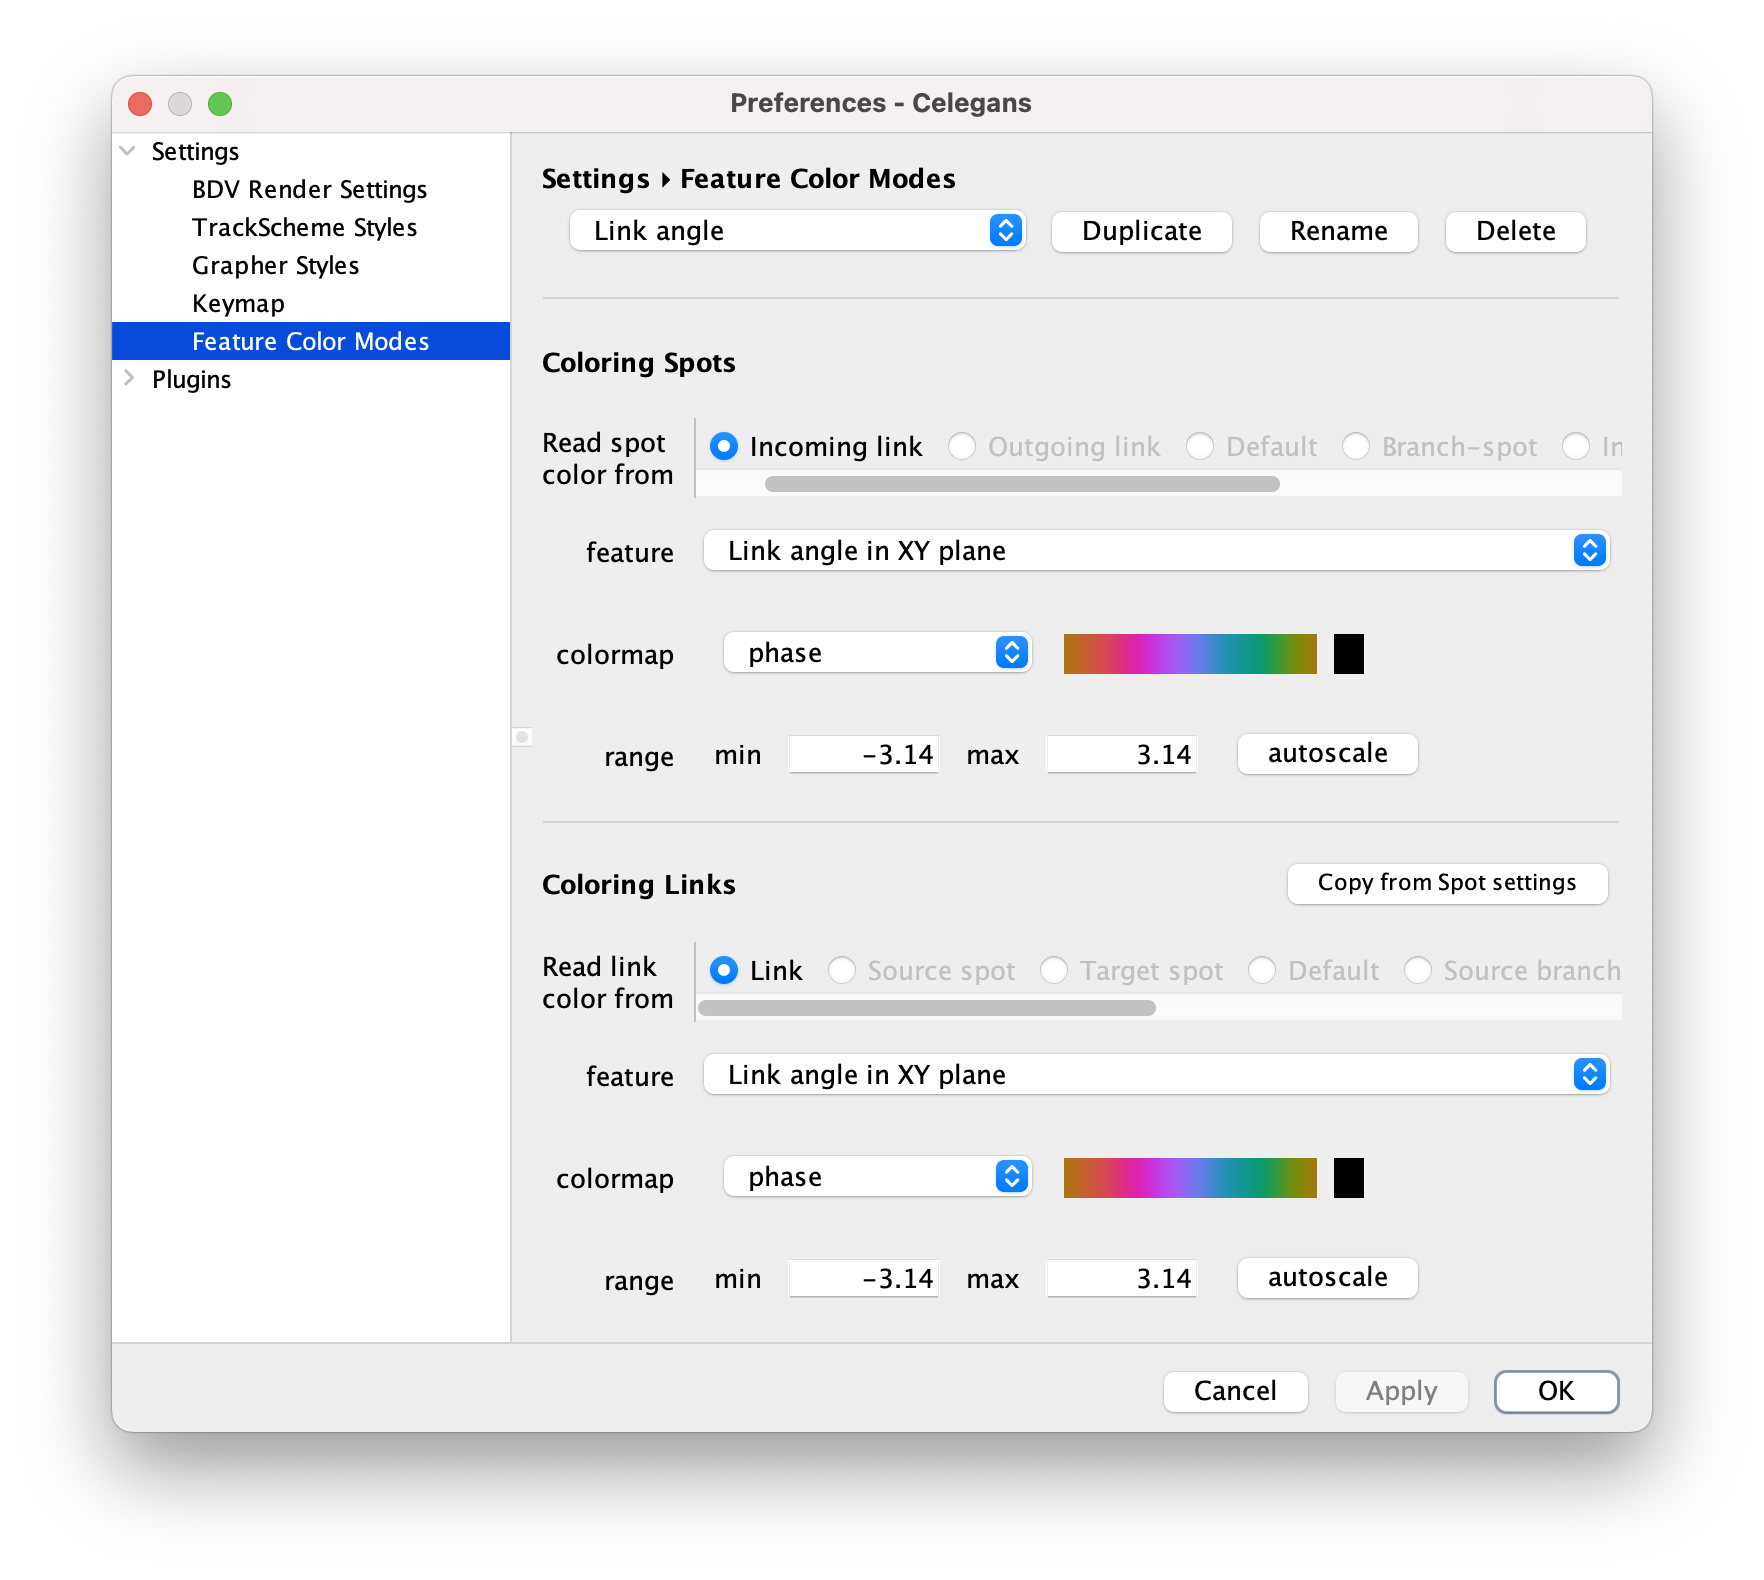 Preferences - Celegans
Settings
BDV Render Settings
TrackScheme Styles
Grapher Styles
Keymap
Feature Color Modes
Plugins
Settings ▸ Feature Color Modes
Link angle
Duplicate
Rename
Delete
Coloring Spots
Read spot
color from
Incoming link
Outgoing link
Default
Branch-spot
In
feature
Link angle in XY plane
colormap
phase
range
min
-3.14
max
3.14
autoscale
Coloring Links
Copy from Spot settings
Read link
color from
Link
Source spot
Target spot
Default
Source branch
feature
Link angle in XY plane
colormap
phase
range
min
-3.14
max
3.14
autoscale
Cancel
Apply
OK